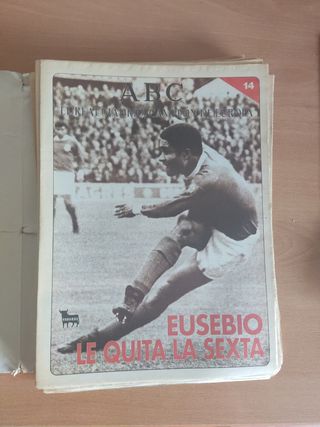 ABC
14
EUSEBIO
LE QUITA LA SEXTA